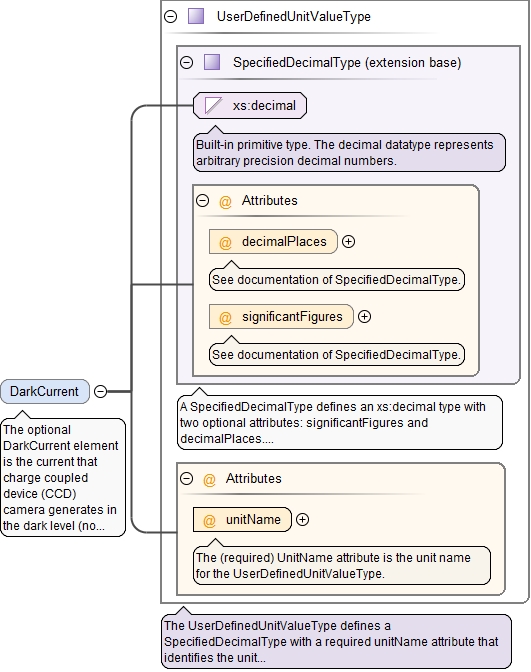 UserDefinedUnitValueType
SpecifiedDecimalType (extension base)
xs:decimal
Built-in primitive type. The decimal datatype represents
arbitrary precision decimal numbers.
@ Attributes
@ decimalPlaces
See documentation of SpecifiedDecimalType.
@ significantFigures
See documentation of SpecifiedDecimalType.
DarkCurrent
The optional
DarkCurrent element
is the current that
charge coupled
device (CCD)
camera generates in
the dark level (no...
A SpecifiedDecimalType defines an xs:decimal type with
two optional attributes: significantFigures and
decimalPlaces....
@ Attributes
@ unitName
The (required) UnitName attribute is the unit name
for the UserDefinedUnitValueType.
The UserDefinedUnitValueType defines a
SpecifiedDecimalType with a required unitName attribute that
identifies the unit...